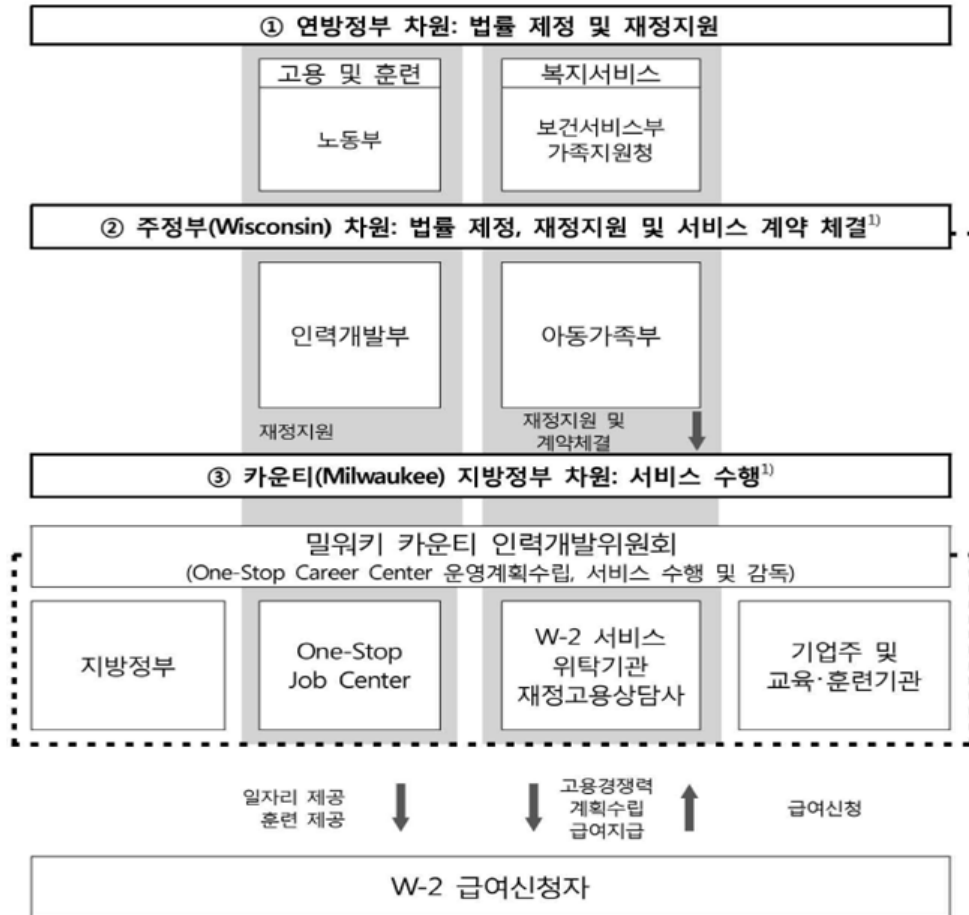 ① 연방정부 차원: 법률 제정 및 재정지원
고용 및 훈련
복지서비스
노동부
보건서비스부
가족지원청
② 주정부(Wisconsin) 차원: 법률 제정, 재정지원 및 서비스 계약 체결1)
인력개발부
아동가족부
재정지원
재정지원 및
계약체결
③ 카운티(Milwaukee) 지방정부 차원: 서비스 수행1)
밀워키 카운티 인력개발위원회
(One-Stop Career Center 운영계획수립, 서비스 수행 및 감독)
지방정부
One-Stop
Job Center
W-2 서비스
위탁기관
재정고용상담사
기업주 및
교육·훈련기관
일자리 제공
훈련 제공
고용경쟁력
계획수립
급여지급
급여신청
W-2 급여신청자